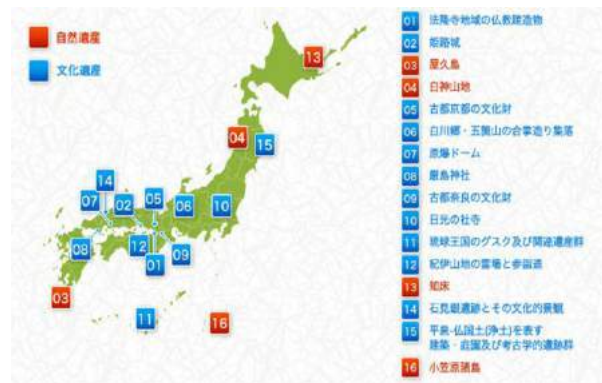 自然遺産
文化遺産
13
04
15
14
07
02
05
06
10
08
12
01
09
03
11
16
01 法隆寺地域の仏教建造物
02 姫路城
03 屋久島
04 白神山地
05 古都京都の文化財
06 白川郷・五箇山の合掌造り集落
07 原爆ドーム
08 厳島神社
09 古都奈良の文化財
10 日光の社寺
11 琉球王国のグスク及び関連遺産群
12 紀伊山地の霊場と参詣道
13 知床
14 石見銀山遺跡とその文化的景観
15 平泉-仏国土(浄土)を表す
建築・庭園及び考古学的遺跡群
16 小笠原諸島